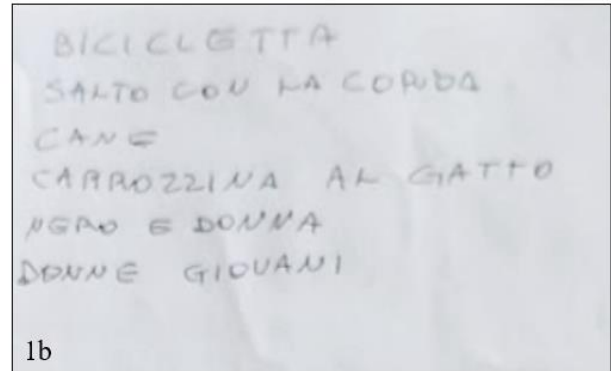 BICICLETTA
SALTO CON LA CORDA
CANE
CARROZZINA AL GATTO
NERO E DONNA
DONNE GIOVANI
1b